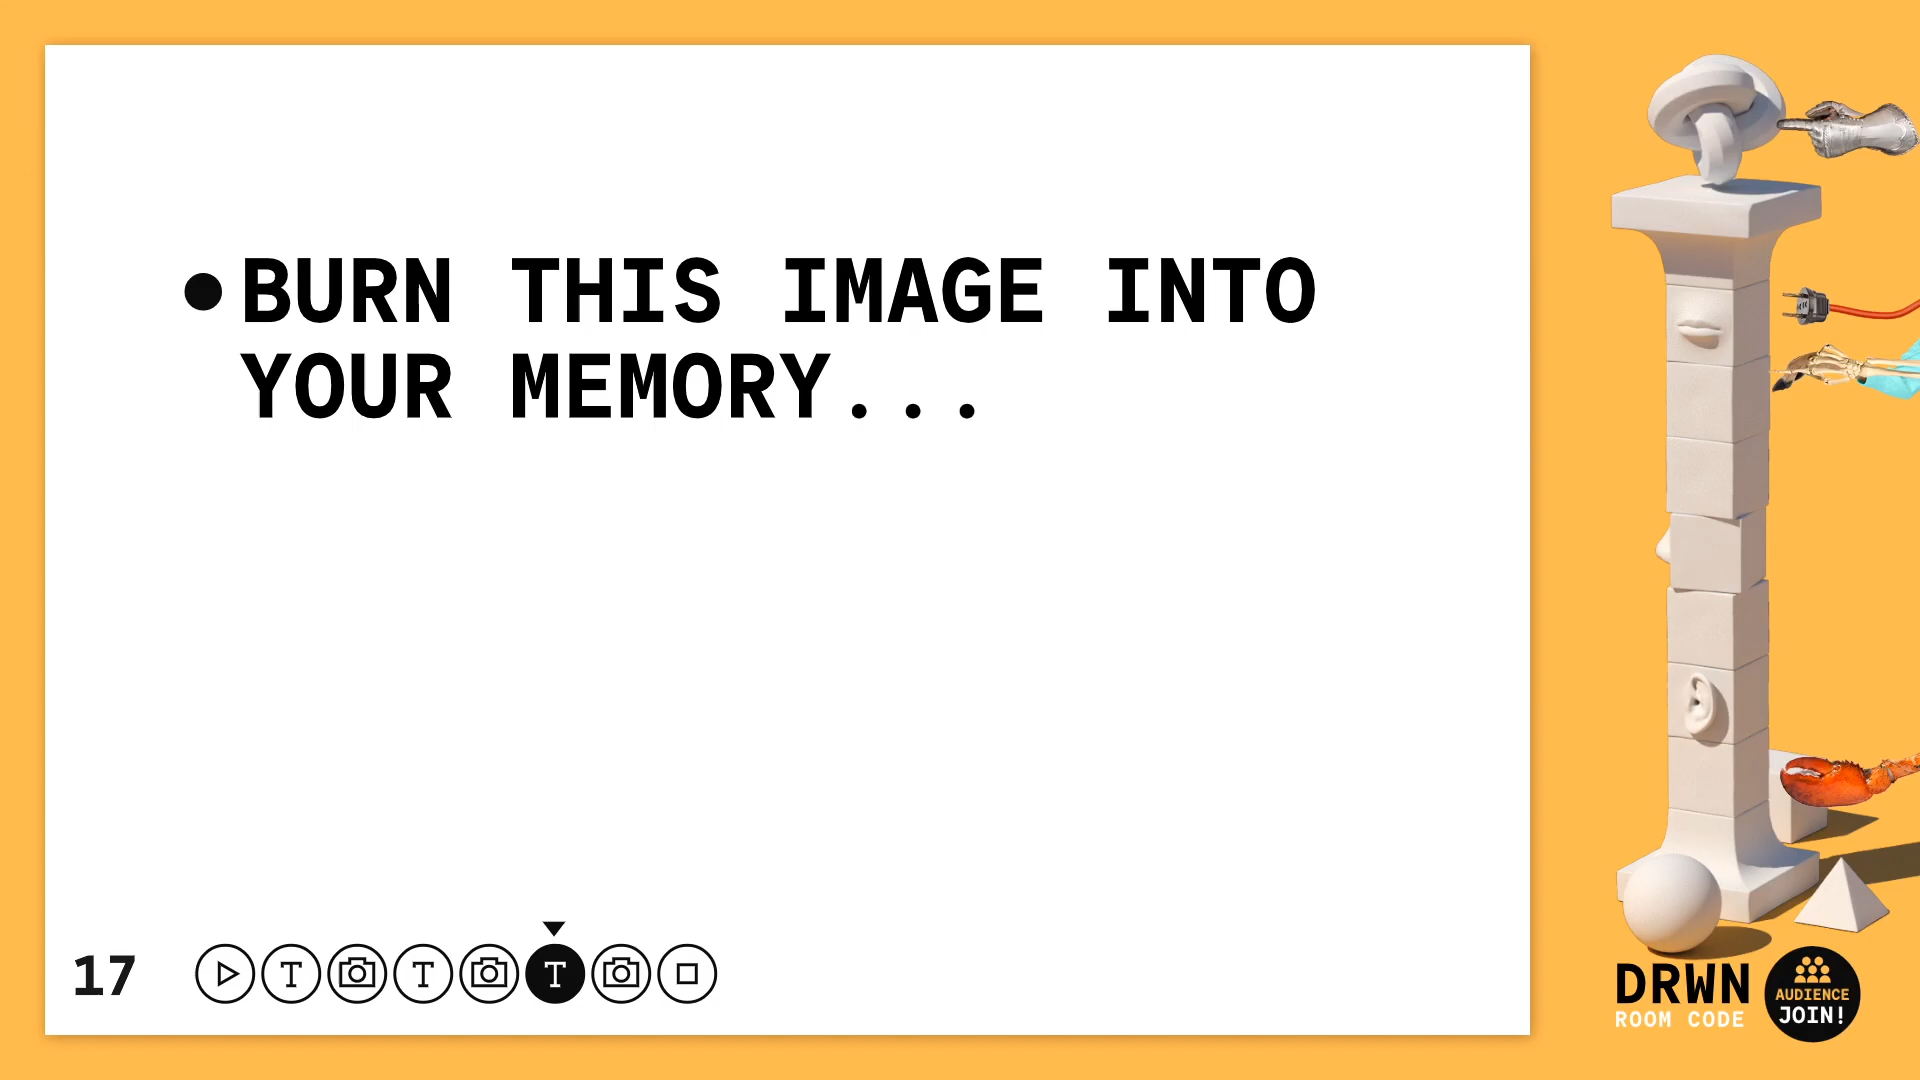 •BURN THIS IMAGE INTO
YOUR MEMORY...
17
T
T
T
DRWN
ROOM CODE
AUDIENCE
JOIN!